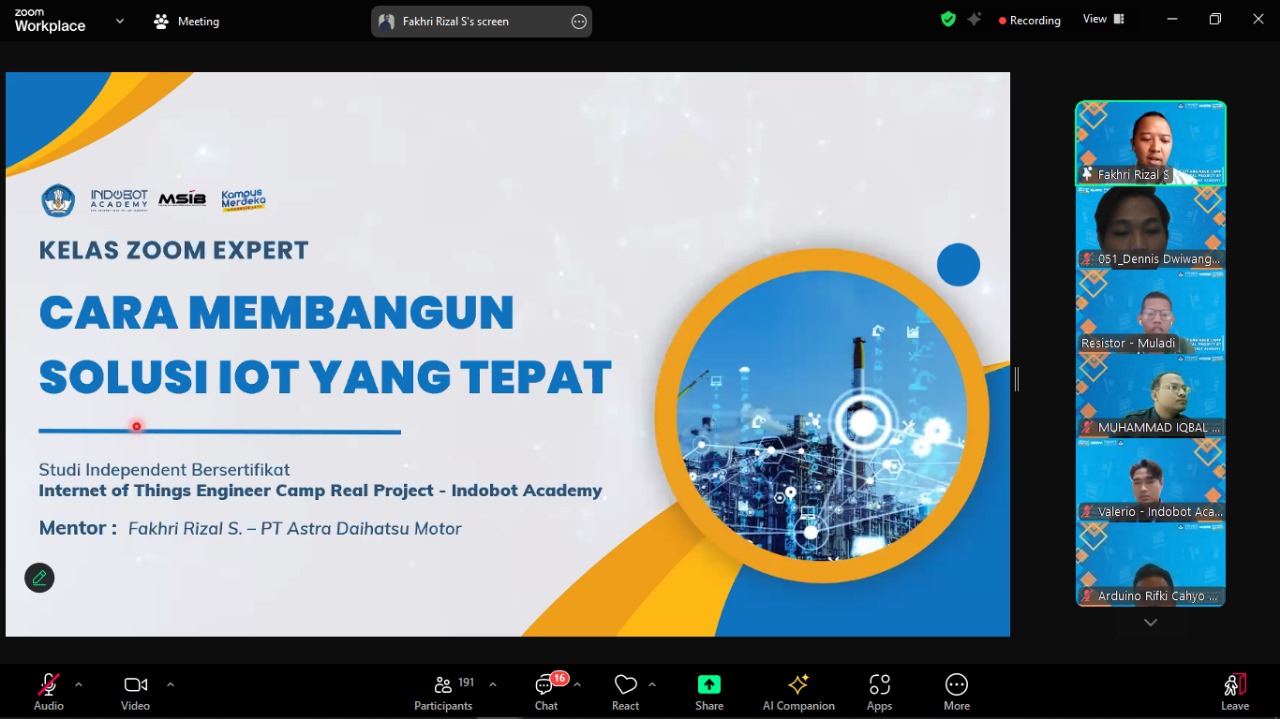 zoom
Workplace
Meeting
Fakhri Rizal S's screen
Recording
View
INDOBOT
ACADEMY
MSIB
Kampus
Merdeka
KELAS ZOOM EXPERT
CARA MEMBANGUN
SOLUSI IOT YANG TEPAT
Studi Independent Bersertifikat
Internet of Things Engineer Camp Real Project - Indobot Academy
Mentor : Fakhri Rizal S. – PT Astra Daihatsu Motor
Fakhri Rizal S
051_Dennis Dwiwang...
Resistor - Muladi
MUHAMMAD IQBAL ...
Valerio - Indobot Aca...
Arduino Rifki Cahyo ...
Audio
Video
Participants
191
Chat
16
React
Share
AI Companion
Apps
More
Leave